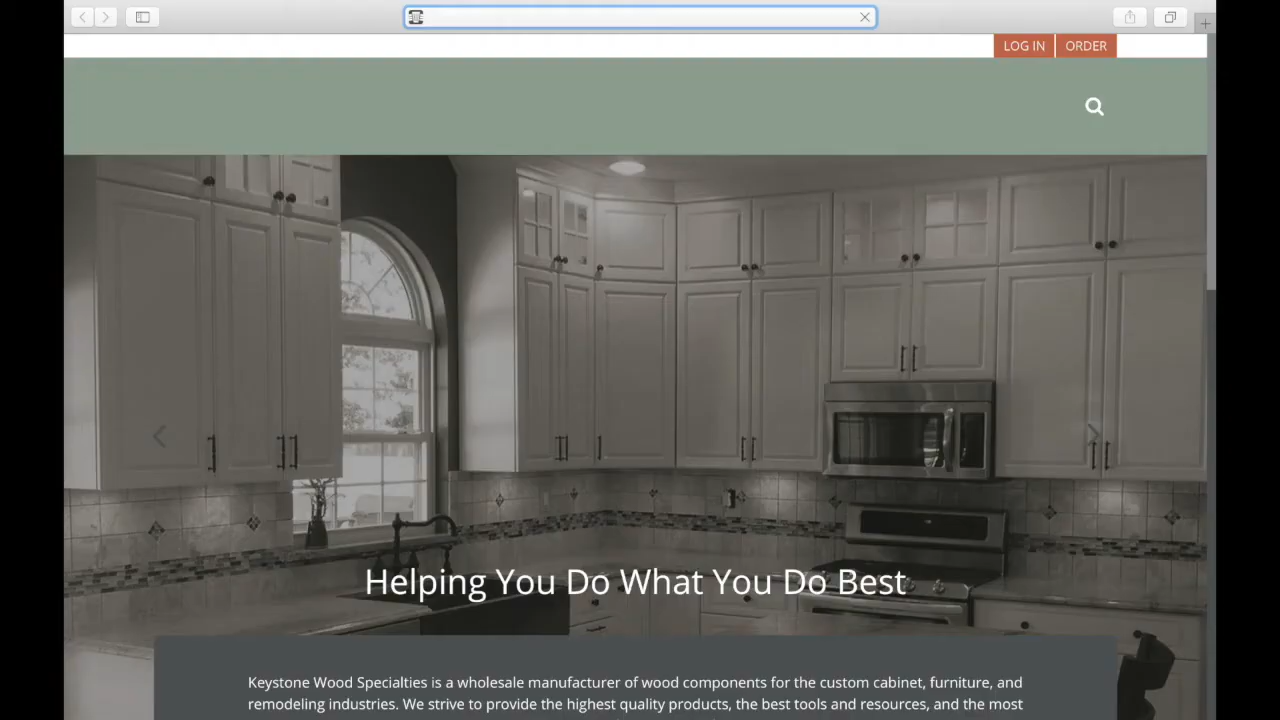 LOG IN ORDER
Helping You Do What You Do Best
Keystone Wood Specialties is a wholesale manufacturer of wood components for the custom cabinet, furniture, and
remodeling industries. We strive to provide the highest quality products, the best tools and resources, and the most